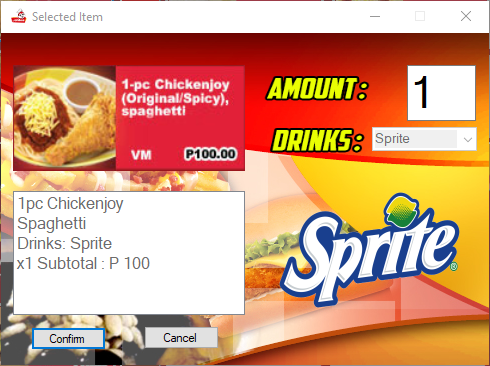 Selected Item
1-pc Chickenjoy
(Original/Spicy),
spaghetti
VM P100.00
AMOUNT: 1
DRINKS: Sprite
1pc Chickenjoy
Spaghetti
Drinks: Sprite
x1 Subtotal : P 100
Sprite
Confirm Cancel